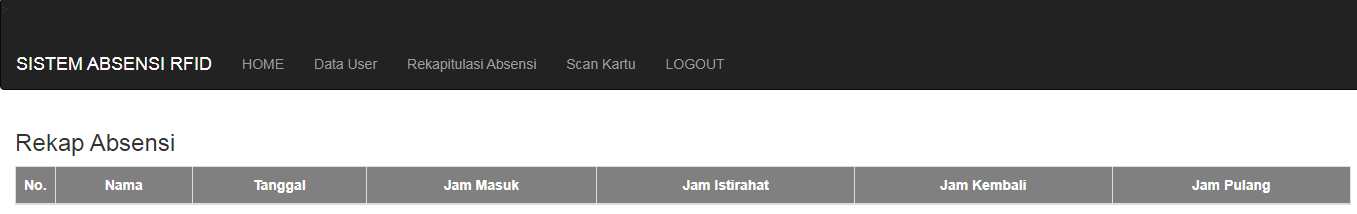 SISTEM ABSENSI RFID HOME Data User Rekapitulasi Absensi Scan Kartu LOGOUT
Rekap Absensi
No. Nama Tanggal Jam Masuk Jam Istirahat Jam Kembali Jam Pulang